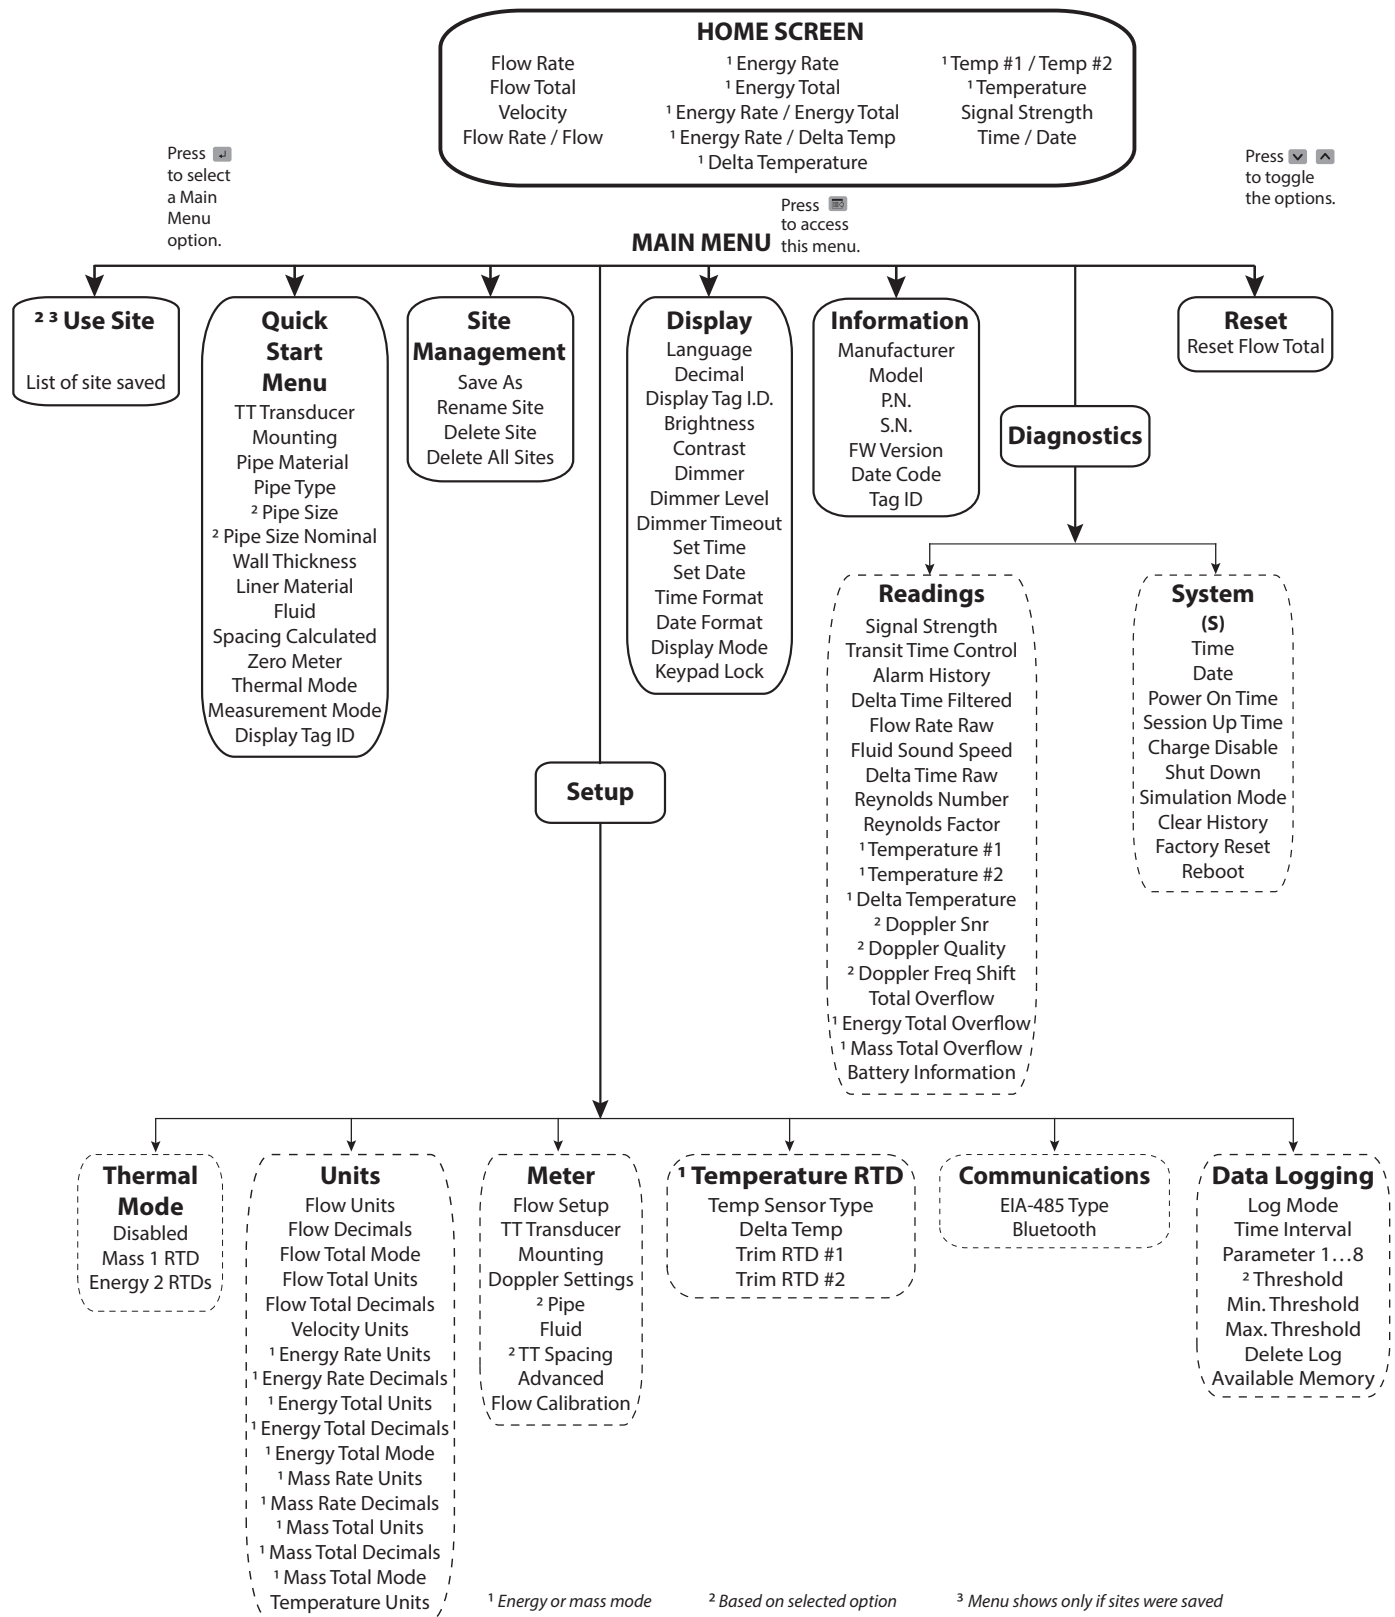 HOME SCREEN
Flow Rate
Flow Total
Velocity
Flow Rate / Flow
¹ Energy Rate
¹ Energy Total
¹ Energy Rate / Energy Total
¹ Energy Rate / Delta Temp
¹ Delta Temperature
¹ Temp #1 / Temp #2
¹ Temperature
Signal Strength
Time / Date
Press
to select
a Main
Menu
option.
Press
to access
this menu.
Press
to toggle
the options.
MAIN MENU
² ³ Use Site
List of site saved
Quick
Start
Menu
TT Transducer
Mounting
Pipe Material
Pipe Type
² Pipe Size
² Pipe Size Nominal
Wall Thickness
Liner Material
Fluid
Spacing Calculated
Zero Meter
Thermal Mode
Measurement Mode
Display Tag ID
Site
Management
Save As
Rename Site
Delete Site
Delete All Sites
Display
Language
Decimal
Display Tag I.D.
Brightness
Contrast
Dimmer
Dimmer Level
Dimmer Timeout
Set Time
Set Date
Time Format
Date Format
Display Mode
Keypad Lock
Information
Manufacturer
Model
P.N.
S.N.
FW Version
Date Code
Tag ID
Diagnostics
Reset
Reset Flow Total
Readings
Signal Strength
Transit Time Control
Alarm History
Delta Time Filtered
Flow Rate Raw
Fluid Sound Speed
Delta Time Raw
Reynolds Number
Reynolds Factor
¹ Temperature #1
¹ Temperature #2
¹ Delta Temperature
² Doppler Snr
² Doppler Quality
² Doppler Freq Shift
Total Overflow
¹ Energy Total Overflow
¹ Mass Total Overflow
Battery Information
System
(S)
Time
Date
Power On Time
Session Up Time
Charge Disable
Shut Down
Simulation Mode
Clear History
Factory Reset
Reboot
Setup
Thermal
Mode
Disabled
Mass 1 RTD
Energy 2 RTDs
Units
Flow Units
Flow Decimals
Flow Total Mode
Flow Total Units
Flow Total Decimals
Velocity Units
¹ Energy Rate Units
¹ Energy Rate Decimals
¹ Energy Total Units
¹ Energy Total Decimals
¹ Energy Total Mode
¹ Mass Rate Units
¹ Mass Rate Decimals
¹ Mass Total Units
¹ Mass Total Decimals
¹ Mass Total Mode
Temperature Units
Meter
Flow Setup
TT Transducer
Mounting
Doppler Settings
² Pipe
Fluid
² TT Spacing
Advanced
Flow Calibration
¹ Temperature RTD
Temp Sensor Type
Delta Temp
Trim RTD #1
Trim RTD #2
Communications
EIA-485 Type
Bluetooth
Data Logging
Log Mode
Time Interval
Parameter 1…8
² Threshold
Min. Threshold
Max. Threshold
Delete Log
Available Memory
¹ Energy or mass mode
² Based on selected option
³ Menu shows only if sites were saved